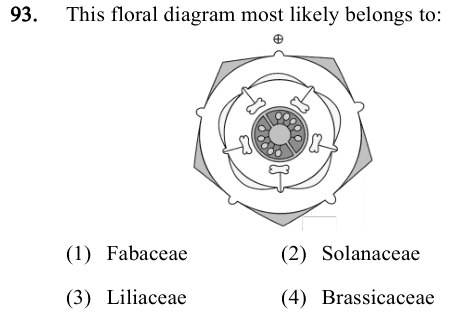 93. This floral diagram most likely belongs to:
⊕
(1) Fabaceae (2) Solanaceae
(3) Liliaceae (4) Brassicaceae